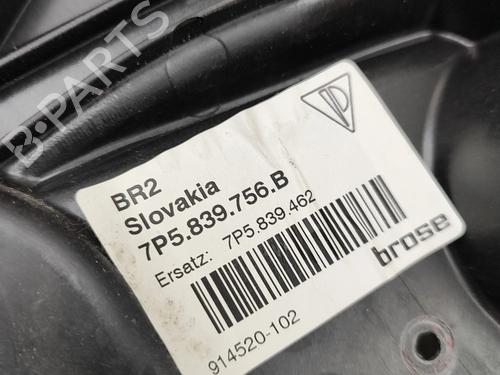 B-PARTS
BR2
Slovakia
7P5.839.756.B
Ersatz: 7P5.839.462
914520-102
brose